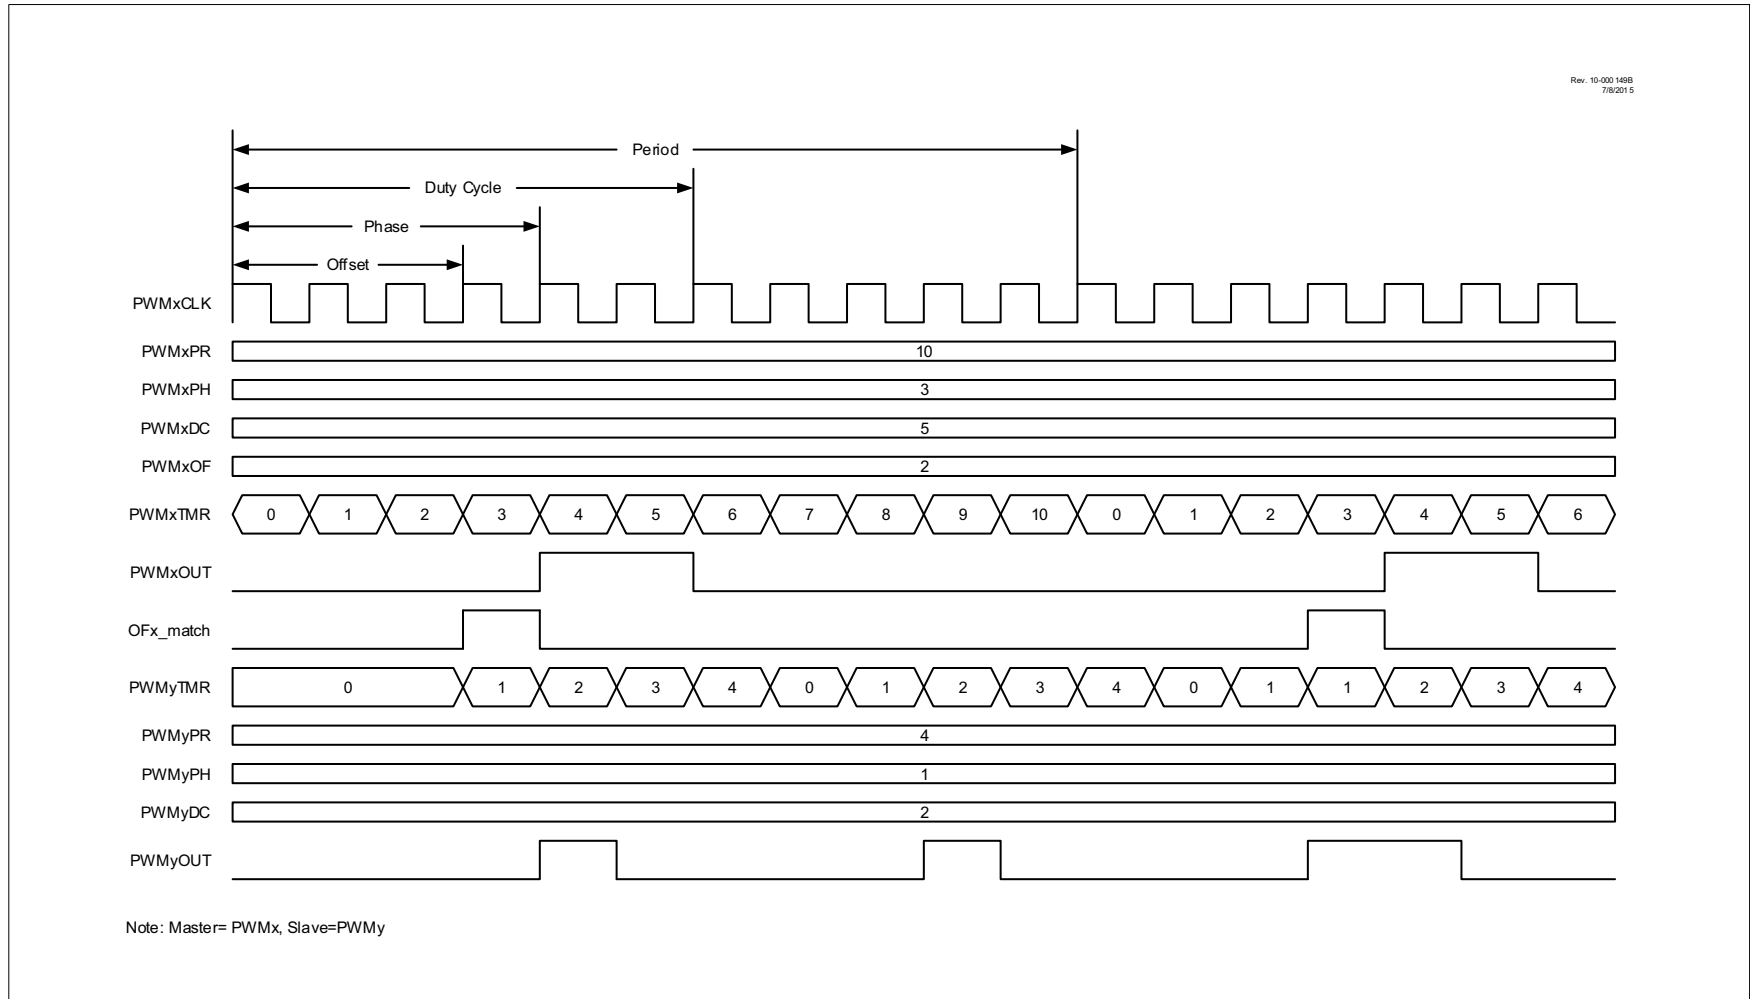 Rev. 10-000 149B
7/8/201 5
Period
Duty Cycle
Phase
Offset
PWMxCLK
PWMxPR 10
PWMxPH 3
PWMxDC 5
PWMxOF 2
PWMxTMR 0 1 2 3 4 5 6 7 8 9 10 0 1 2 3 4 5 6
PWMxOUT
OFx_match
PWMyTMR 0 1 2 3 4 0 1 2 3 4 0 1 1 2 3 4
PWMyPR 4
PWMyPH 1
PWMyDC 2
PWMyOUT
Note: Master= PWMx, Slave=PWMy